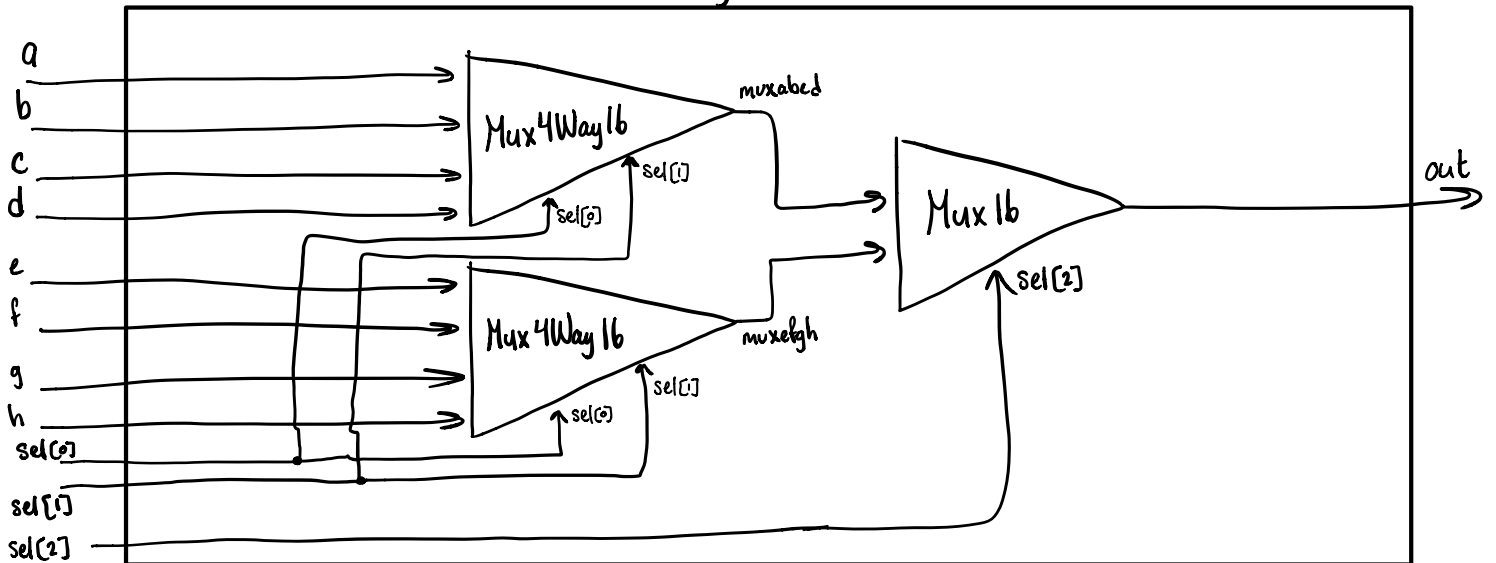 a
b
c
d
e
f
g
h
sel[0]
sel[1]
sel[2]
Mux4Way16
sel[0]
sel[1]
muxabcd
Mux4Way16
sel[0]
sel[1]
muxefgh
Mux16
sel[2]
out